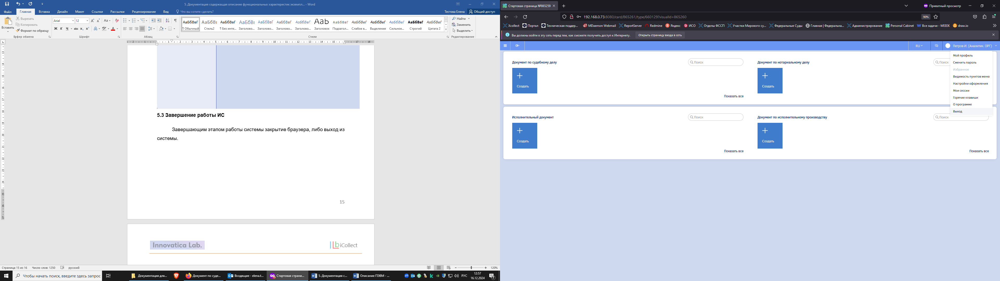 5. Документация содержащая описание функциональных характеристик экземпл... - Word
Файл Главная Вставка Дизайн Макет Ссылки Рассылки Рецензирование Вид Что вы хотите сделать? Тестова Елена Общий доступ
Вставить
Вырезать
Копировать
Формат по образцу
Буфер обмена
Arial 12
Шрифт
Абзац
АаБбВвГ АаБбВв АаБбВвГ АаБбВі АаБбВвГ АаБбВвГ АаБбВвГ Aab АаБбВвГ АаБбВвГ АаБбВвГ АаБбВвГ АаБбВвГ АаБбВвГ
¶ Обычный Стиль2 ¶ Без инте... Заголово... Заголово... Заголово... Заголово... Заголовок Подзагол... Слабое в... Выделение Сильное... Строгий Цитата 2
Стили
Найти
Заменить
Выделить
Редактирование
5.3 Завершение работы ИС
Завершающим этапом работы системы закрытие браузера, либо выход из
системы.
15
Innovatica Lab.
iCollect
Страница 15 из 16 Число слов: 1250 русский 120%
Стартовая страница №865259
Приватный просмотр
192.168.0.73:8080/card/865261/type/660129?visualId=865260 90%
Xcollect Портал Техническая поддер... MDaemon Webmail ReportServer Redmine Яндекс ИСО Отделы ФССП Участки Мирового су... Федеральные Суды Главная | Федеральна... Администрирование Personal Cabinet Все задачи - WEEEK draw.io
Вы должны войти в эту сеть перед тем, как сможете получить доступ к Интернету. Открыть страницу входа в сеть
RU Петров И. (Аналитик. ОРГ)
Мой профиль
Сменить пароль
Избранное
Видимость пунктов меню
Настройки оформления
Мои сессии
Горячие клавиши
О программе
Выход
Документ по судебному делу Поиск
Создать
Показать все
Документ по нотариальному делу Поиск
Создать
Исполнительный документ Поиск
Создать
Показать все
Документ по исполнительному производству Поиск
Создать
Показать все
Чтобы начать поиск, введите здесь запрос
Документация для... Документ по суде... Входящие - elena.t... Стартовая страни... 5. Документация с... Описание ПЭВМ - ...
РУС 12:57
16.12.2024
7